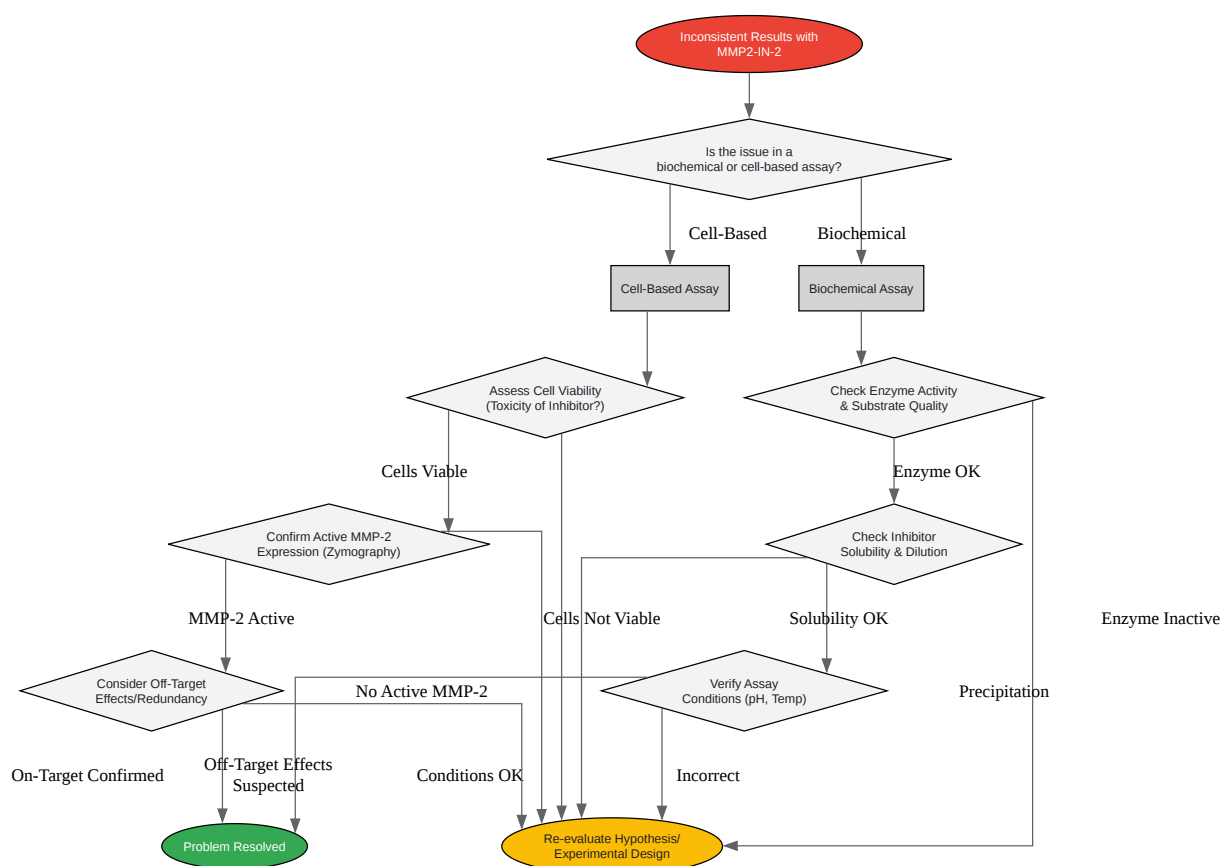 Inconsistent Results with
MMP2-IN-2
Is the issue in a
biochemical or cell-based assay?
Cell-Based
Biochemical
Cell-Based Assay
Biochemical Assay
Assess Cell Viability
(Toxicity of Inhibitor?)
Check Enzyme Activity
& Substrate Quality
Cells Viable
Enzyme OK
Confirm Active MMP-2
Expression (Zymography)
Check Inhibitor
Solubility & Dilution
MMP-2 Active
Cells Not Viable
Solubility OK
Enzyme Inactive
Consider Off-Target
Effects/Redundancy
No Active MMP-2
Verify Assay
Conditions (pH, Temp)
Precipitation
On-Target Confirmed
Off-Target Effects
Suspected
Conditions OK
Incorrect
Problem Resolved
Re-evaluate Hypothesis/
Experimental Design